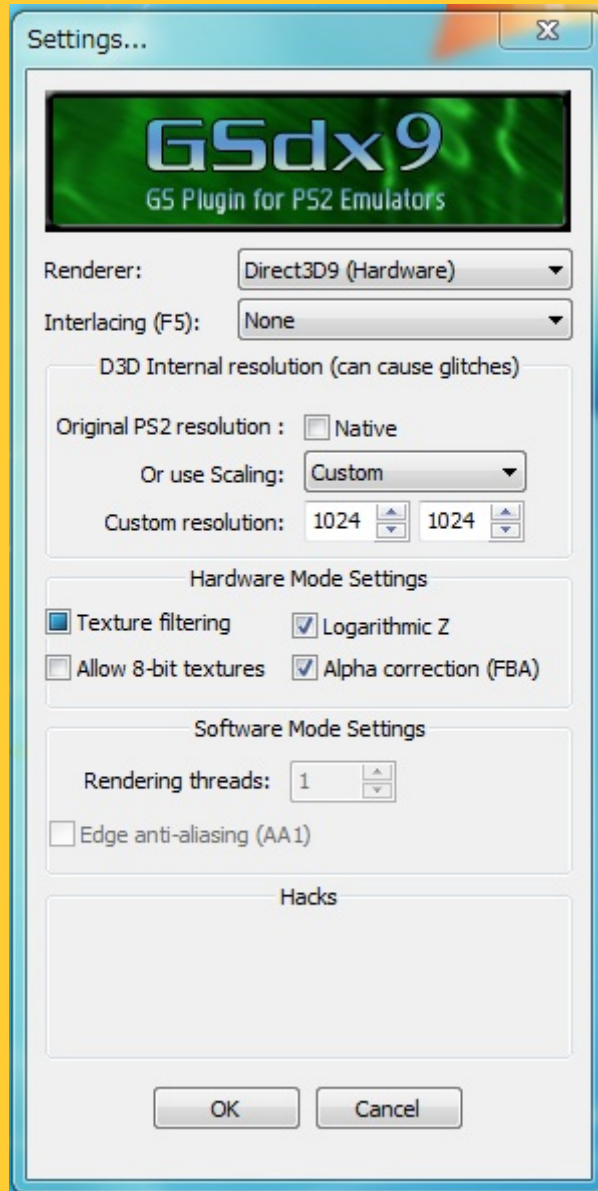 Settings...
GSdx9
GS Plugin for PS2 Emulators
Renderer: Direct3D9 (Hardware)
Interlacing (F5): None
D3D Internal resolution (can cause glitches)
Original PS2 resolution : Native
Or use Scaling: Custom
Custom resolution: 1024 1024
Hardware Mode Settings
Texture filtering Logarithmic Z
Allow 8-bit textures Alpha correction (FBA)
Software Mode Settings
Rendering threads: 1
Edge anti-aliasing (AA1)
Hacks
OK Cancel